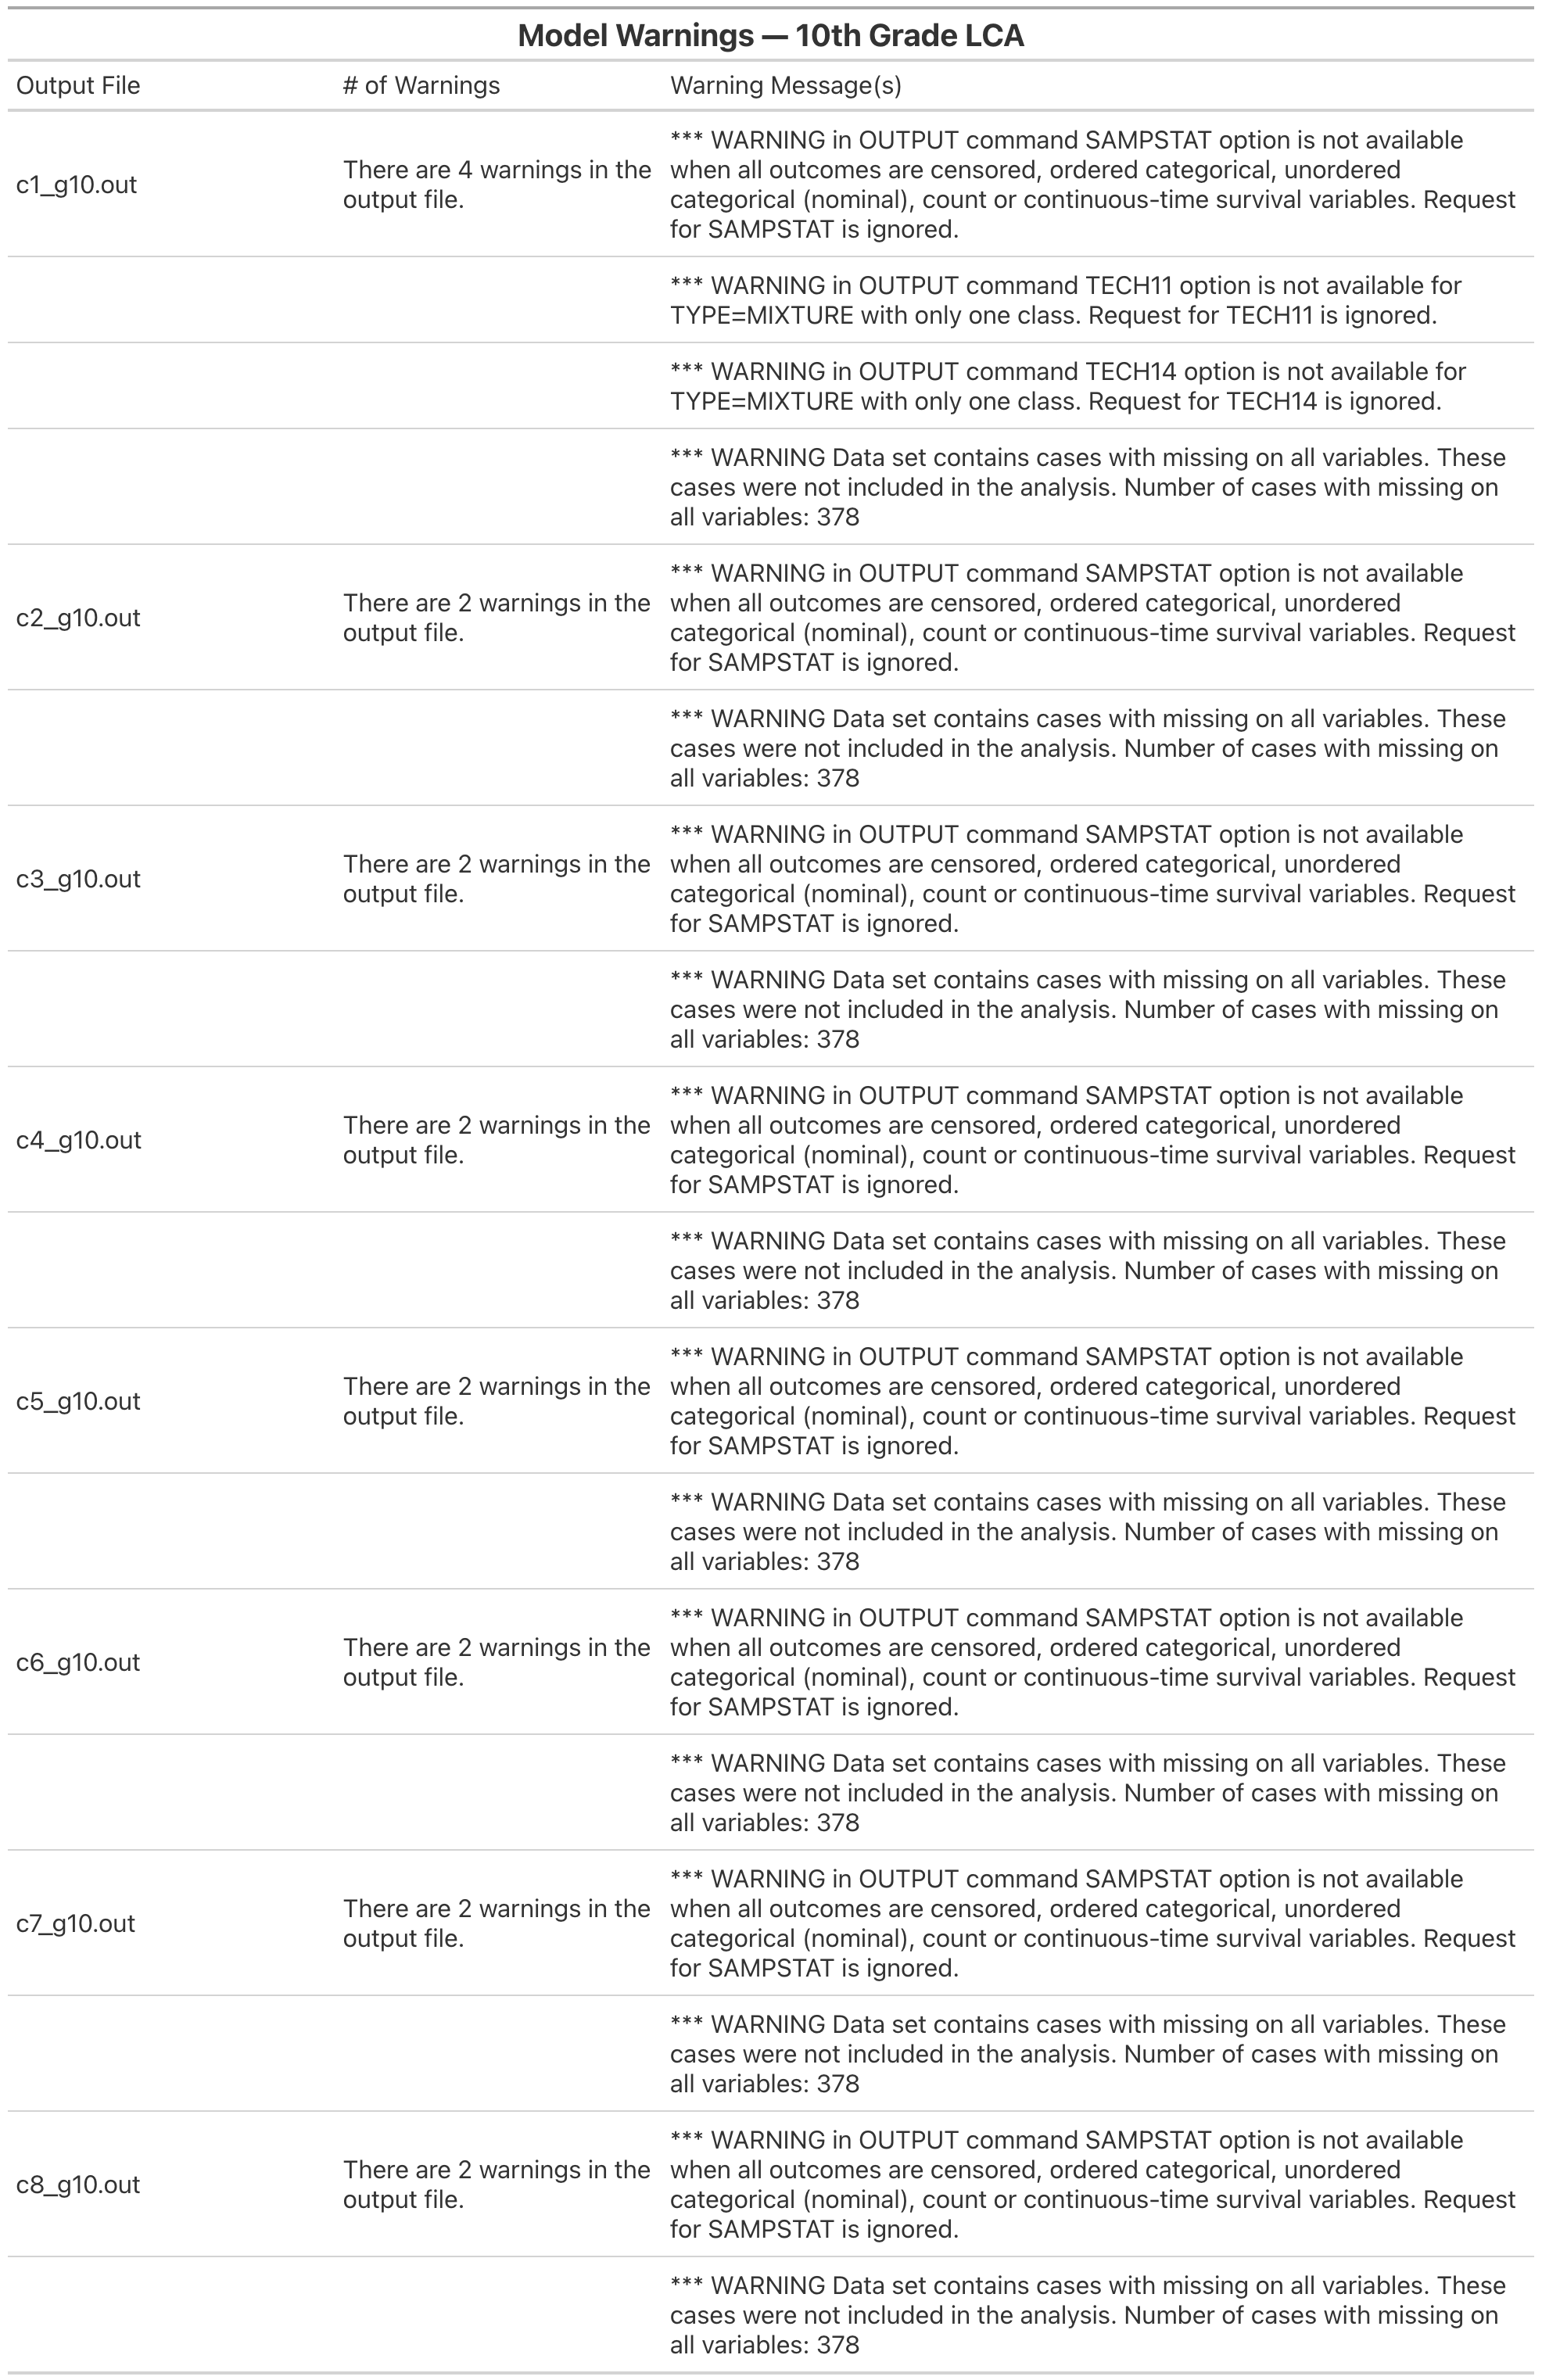 Model Warnings — 10th Grade LCA
Output File # of Warnings Warning Message(s)
c1_g10.out
There are 4 warnings in the
output file.
*** WARNING in OUTPUT command SAMPSTAT option is not available
when all outcomes are censored, ordered categorical, unordered
categorical (nominal), count or continuous-time survival variables. Request
for SAMPSTAT is ignored.
*** WARNING in OUTPUT command TECH11 option is not available for
TYPE=MIXTURE with only one class. Request for TECH11 is ignored.
*** WARNING in OUTPUT command TECH14 option is not available for
TYPE=MIXTURE with only one class. Request for TECH14 is ignored.
*** WARNING Data set contains cases with missing on all variables. These
cases were not included in the analysis. Number of cases with missing on
all variables: 378
c2_g10.out
There are 2 warnings in the
output file.
*** WARNING in OUTPUT command SAMPSTAT option is not available
when all outcomes are censored, ordered categorical, unordered
categorical (nominal), count or continuous-time survival variables. Request
for SAMPSTAT is ignored.
*** WARNING Data set contains cases with missing on all variables. These
cases were not included in the analysis. Number of cases with missing on
all variables: 378
c3_g10.out
There are 2 warnings in the
output file.
*** WARNING in OUTPUT command SAMPSTAT option is not available
when all outcomes are censored, ordered categorical, unordered
categorical (nominal), count or continuous-time survival variables. Request
for SAMPSTAT is ignored.
*** WARNING Data set contains cases with missing on all variables. These
cases were not included in the analysis. Number of cases with missing on
all variables: 378
c4_g10.out
There are 2 warnings in the
output file.
*** WARNING in OUTPUT command SAMPSTAT option is not available
when all outcomes are censored, ordered categorical, unordered
categorical (nominal), count or continuous-time survival variables. Request
for SAMPSTAT is ignored.
*** WARNING Data set contains cases with missing on all variables. These
cases were not included in the analysis. Number of cases with missing on
all variables: 378
c5_g10.out
There are 2 warnings in the
output file.
*** WARNING in OUTPUT command SAMPSTAT option is not available
when all outcomes are censored, ordered categorical, unordered
categorical (nominal), count or continuous-time survival variables. Request
for SAMPSTAT is ignored.
*** WARNING Data set contains cases with missing on all variables. These
cases were not included in the analysis. Number of cases with missing on
all variables: 378
c6_g10.out
There are 2 warnings in the
output file.
*** WARNING in OUTPUT command SAMPSTAT option is not available
when all outcomes are censored, ordered categorical, unordered
categorical (nominal), count or continuous-time survival variables. Request
for SAMPSTAT is ignored.
*** WARNING Data set contains cases with missing on all variables. These
cases were not included in the analysis. Number of cases with missing on
all variables: 378
c7_g10.out
There are 2 warnings in the
output file.
*** WARNING in OUTPUT command SAMPSTAT option is not available
when all outcomes are censored, ordered categorical, unordered
categorical (nominal), count or continuous-time survival variables. Request
for SAMPSTAT is ignored.
*** WARNING Data set contains cases with missing on all variables. These
cases were not included in the analysis. Number of cases with missing on
all variables: 378
c8_g10.out
There are 2 warnings in the
output file.
*** WARNING in OUTPUT command SAMPSTAT option is not available
when all outcomes are censored, ordered categorical, unordered
categorical (nominal), count or continuous-time survival variables. Request
for SAMPSTAT is ignored.
*** WARNING Data set contains cases with missing on all variables. These
cases were not included in the analysis. Number of cases with missing on
all variables: 378